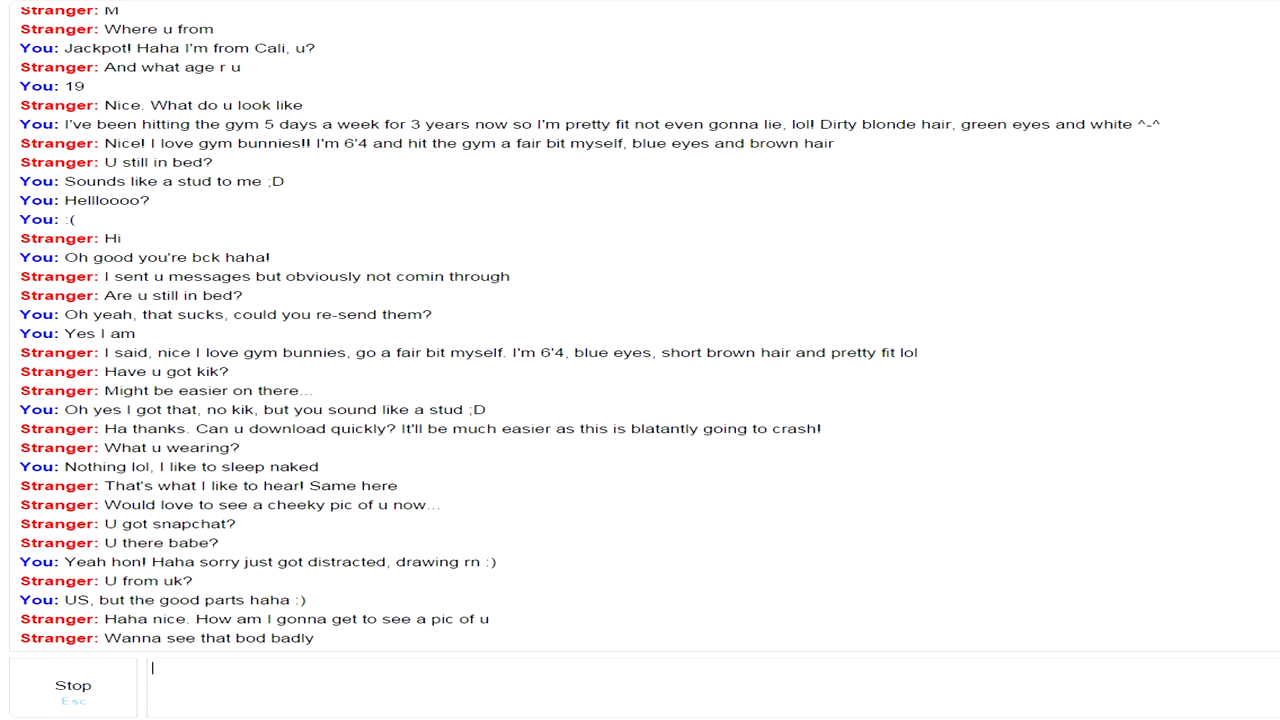 Stranger: M
Stranger: Where u from
You: Jackpot! Haha I'm from Cali, u?
Stranger: And what age r u
You: 19
Stranger: Nice. What do u look like
You: I've been hitting the gym 5 days a week for 3 years now so I'm pretty fit not even gonna lie, lol! Dirty blonde hair, green eyes and white ^-^
Stranger: Nice! I love gym bunnies!! I'm 6'4 and hit the gym a fair bit myself, blue eyes and brown hair
Stranger: U still in bed?
You: Sounds like a stud to me ;D
You: Hellloooo?
You: :(
Stranger: Hi
You: Oh good you're bck haha!
Stranger: I sent u messages but obviously not comin through
Stranger: Are u still in bed?
You: Oh yeah, that sucks, could you re-send them?
You: Yes I am
Stranger: I said, nice I love gym bunnies, go a fair bit myself. I'm 6'4, blue eyes, short brown hair and pretty fit lol
Stranger: Have u got kik?
Stranger: Might be easier on there...
You: Oh yes I got that, no kik, but you sound like a stud ;D
Stranger: Ha thanks. Can u download quickly? It'll be much easier as this is blatantly going to crash!
Stranger: What u wearing?
You: Nothing lol, I like to sleep naked
Stranger: That's what I like to hear! Same here
Stranger: Would love to see a cheeky pic of u now...
Stranger: U got snapchat?
Stranger: U there babe?
You: Yeah hon! Haha sorry just got distracted, drawing rn :)
Stranger: U from uk?
You: US, but the good parts haha :)
Stranger: Haha nice. How am I gonna get to see a pic of u
Stranger: Wanna see that bod badly
Stop
Esc